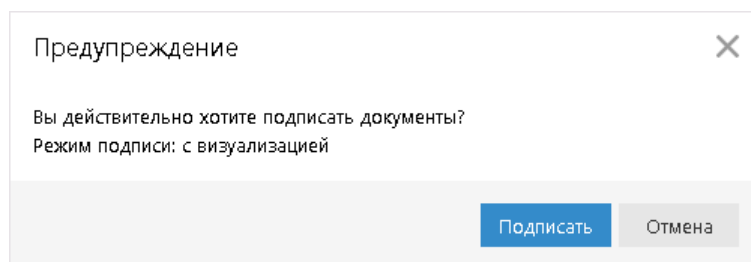 Предупреждение
Вы действительно хотите подписать документы?
Режим подписи: с визуализацией
Подписать Отмена